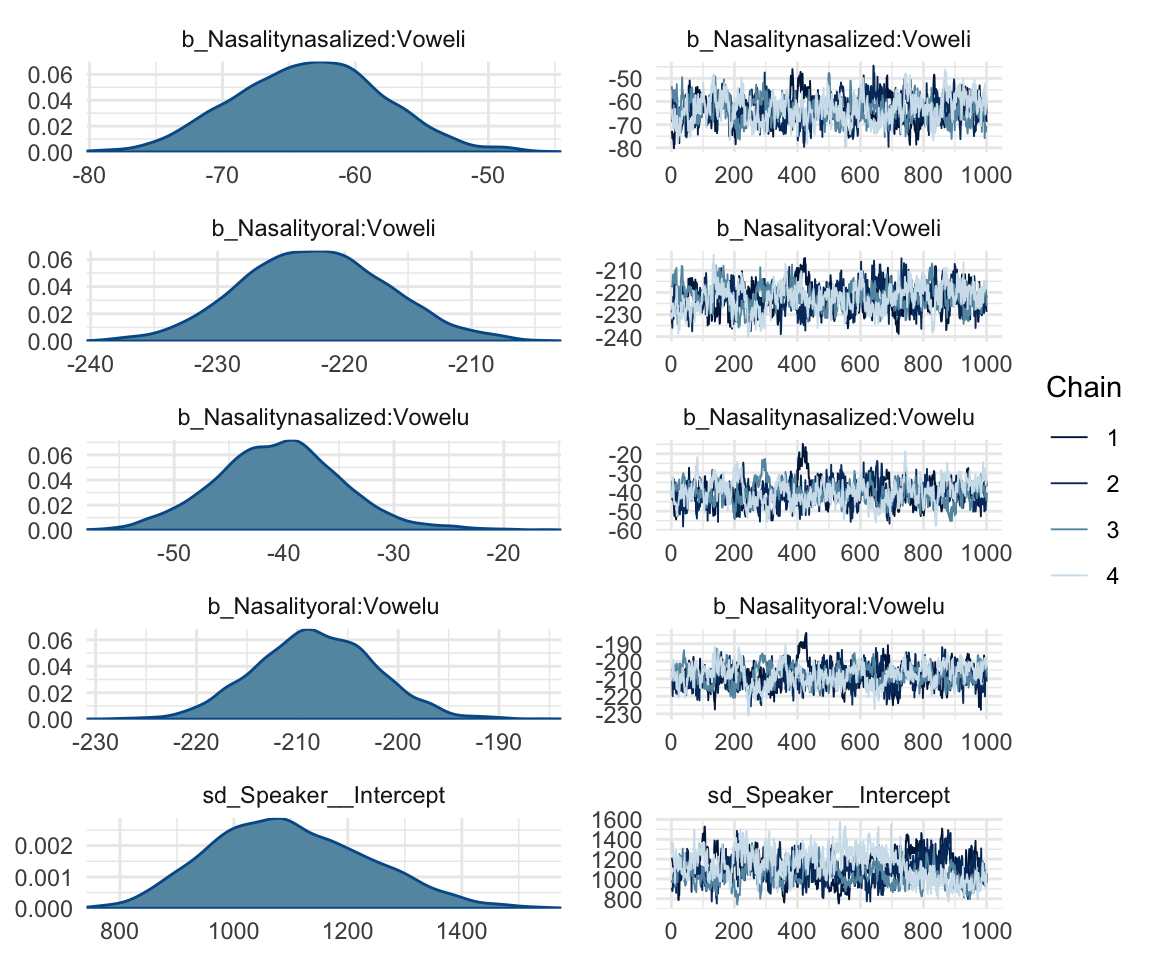 b_Nasalitynasalized:Voweli b_Nasalitynasalized:Voweli
0.06
0.04
0.02
0.00
-80 -70 -60 -50
-50
-60
-70
-80
0 200 400 600 800 1000
b_Nasalityoral:Voweli b_Nasalityoral:Voweli
0.06
0.04
0.02
0.00
-240 -230 -220 -210
-210
-220
-230
-240
0 200 400 600 800 1000
b_Nasalitynasalized:Vowelu b_Nasalitynasalized:Vowelu
0.06
0.04
0.02
0.00
-50 -40 -30 -20
-20
-30
-40
-50
-60
0 200 400 600 800 1000
b_Nasalityoral:Vowelu b_Nasalityoral:Vowelu
0.06
0.04
0.02
0.00
-230 -220 -210 -200 -190
-190
-200
-210
-220
-230
0 200 400 600 800 1000
sd_Speaker__Intercept sd_Speaker__Intercept
0.002
0.001
0.000
800 1000 1200 1400
1600
1400
1200
1000
800
0 200 400 600 800 1000
Chain
1
2
3
4